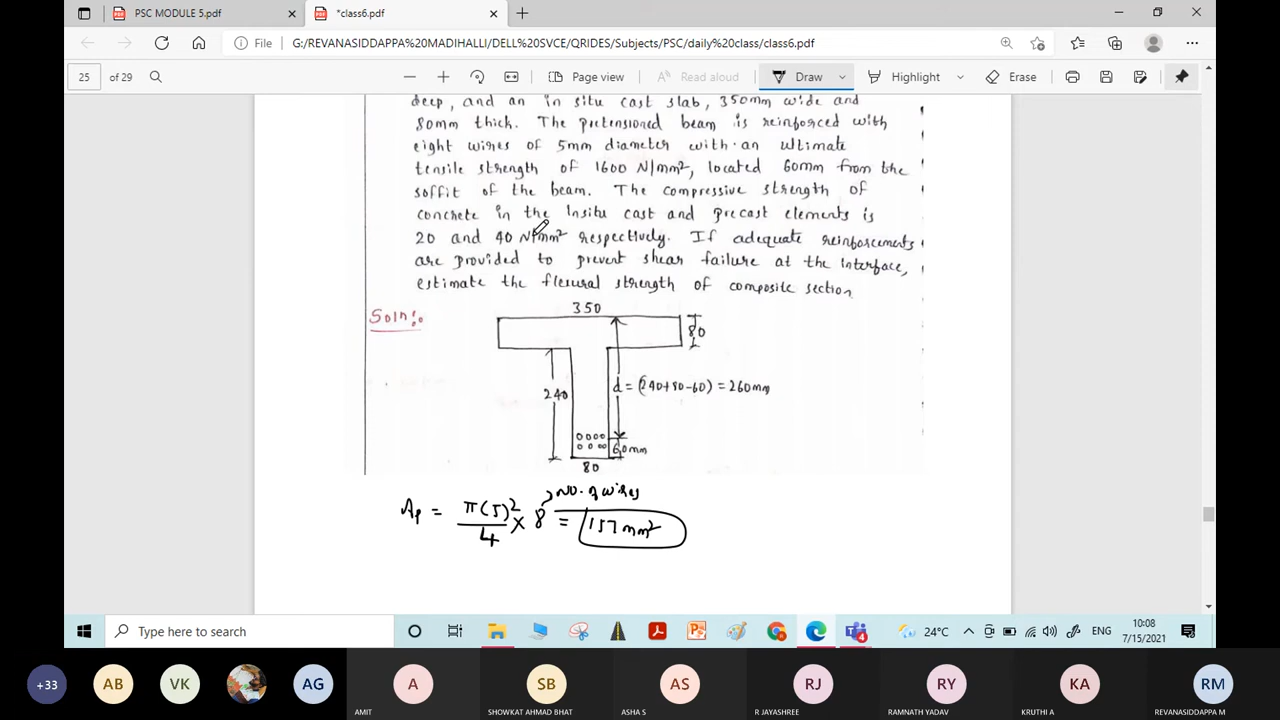 PSC MODULE 5.pdf
*class6.pdf
File
G:/REVANASIDDAPPA%20MADIHALLI/DELL%20SVCE/QRIDES/Subjects/PSC/daily%20class/class6.pdf
25 of 29
Page view
Read aloud
Draw
Highlight
Erase
deep, and an in situ cast slab, 350mm wide and
80mm thick. The pretensioned beam is reinforced with
eight wires of 5mm diameter with an ultimate
tensile strength of 1600 N/mm², located 60mm from the
soffit of the beam. The compressive strength of
concrete in the Insitu cast and precast elements is
20 and 40 N/mm² respectively. If adequate reinforcements
are provided to prevent shear failure at the interface,
estimate the flexural strength of composite section
Soln:
350
80
240
d = (240+80-60) = 260mm
60mm
80
No. of wires
Ap = π(5)²/4 × 8 = 157 mm²
Type here to search
24°C
ENG
10:08
7/15/2021
+33
AB
VK
AG
A
AMIT
SB
SHOWKAT AHMAD BHAT
AS
ASHA S
RJ
R JAYASHREE
RY
RAMNATH YADAV
KA
KRUTHI A
RM
REVANASIDDAPPA M